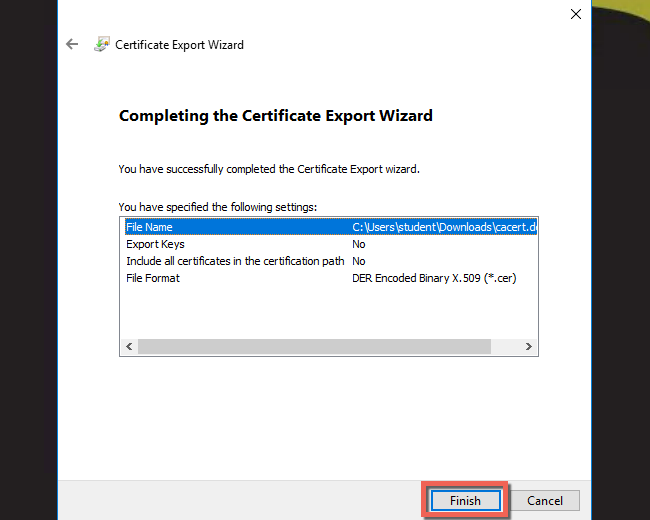 Certificate Export Wizard
Completing the Certificate Export Wizard
You have successfully completed the Certificate Export wizard.
You have specified the following settings:
File Name C:\Users\student\Downloads\cacert.de
Export Keys No
Include all certificates in the certification path No
File Format DER Encoded Binary X.509 (*.cer)
Finish Cancel